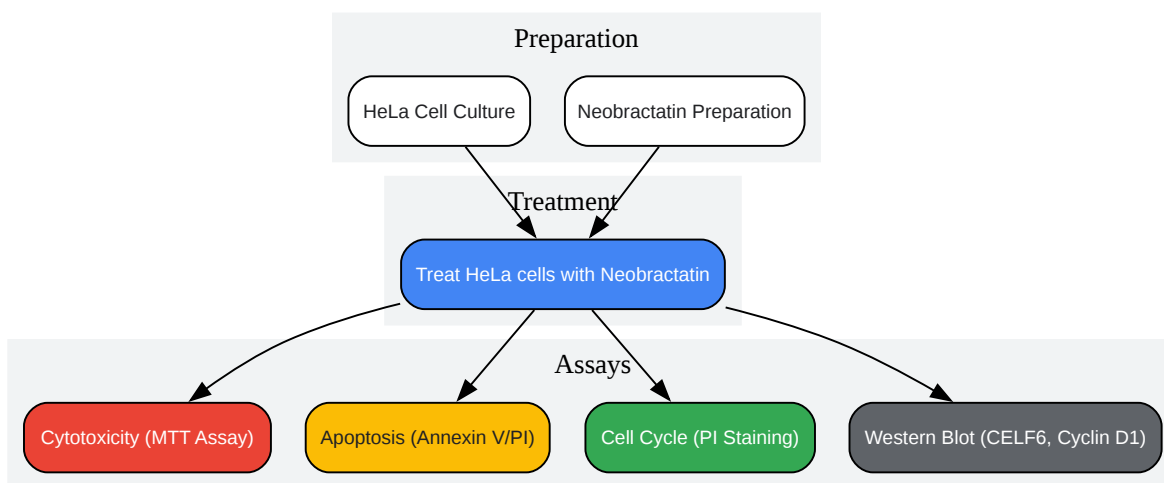 Preparation
HeLa Cell Culture
Neobractatin Preparation
Treatment
Treat HeLa cells with Neobractatin
Assays
Cytotoxicity (MTT Assay)
Apoptosis (Annexin V/PI)
Cell Cycle (PI Staining)
Western Blot (CELF6, Cyclin D1)